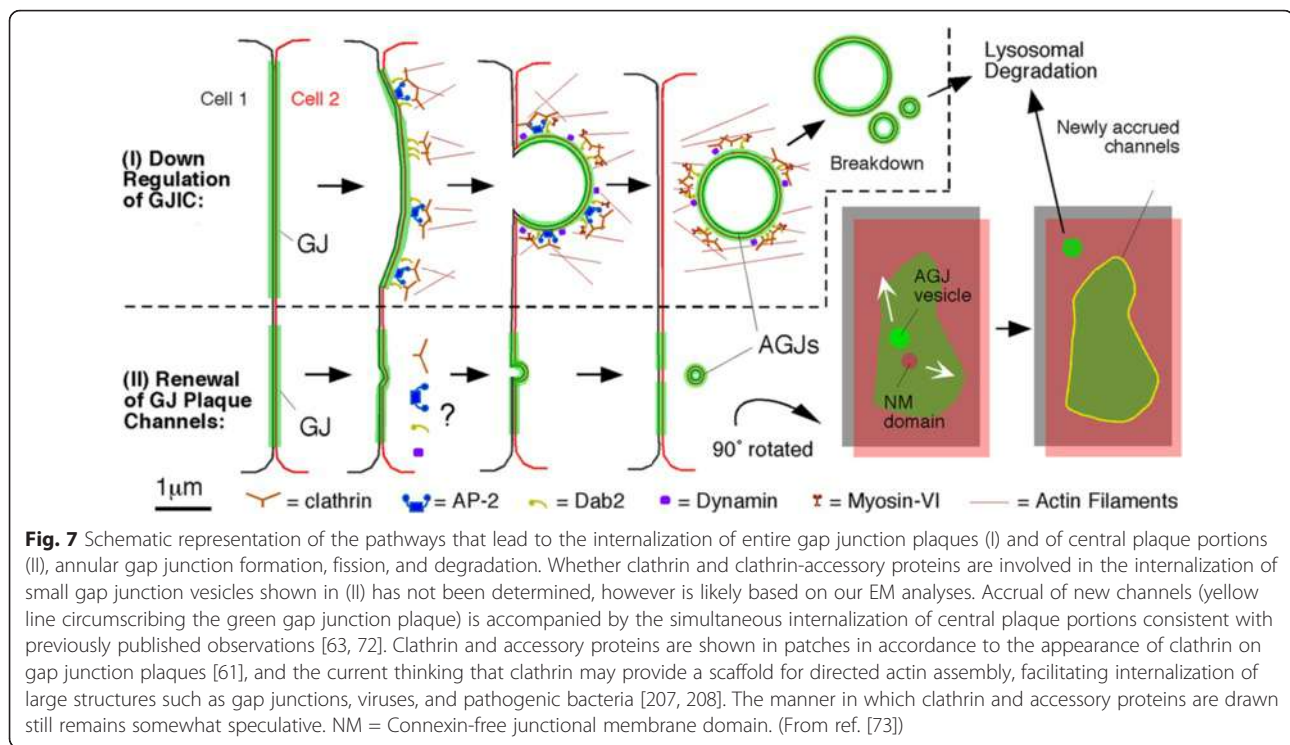 Cell 1 Cell 2
(I) Down
Regulation
of GJIC:
GJ
Breakdown
Lysosomal
Degradation
Newly accrued
channels
AGJs
(II) Renewal
of GJ Plaque
Channels:
GJ
?
90° rotated
AGJ
vesicle
NM
domain
1μm = clathrin = AP-2 = Dab2 = Dynamin = Myosin-VI = Actin Filaments
Fig. 7 Schematic representation of the pathways that lead to the internalization of entire gap junction plaques (I) and of central plaque portions
(II), annular gap junction formation, fission, and degradation. Whether clathrin and clathrin-accessory proteins are involved in the internalization of
small gap junction vesicles shown in (II) has not been determined, however is likely based on our EM analyses. Accrual of new channels (yellow
line circumscribing the green gap junction plaque) is accompanied by the simultaneous internalization of central plaque portions consistent with
previously published observations [63, 72]. Clathrin and accessory proteins are shown in patches in accordance to the appearance of clathrin on
gap junction plaques [61], and the current thinking that clathrin may provide a scaffold for directed actin assembly, facilitating internalization of
large structures such as gap junctions, viruses, and pathogenic bacteria [207, 208]. The manner in which clathrin and accessory proteins are drawn
still remains somewhat speculative. NM = Connexin-free junctional membrane domain. (From ref. [73])